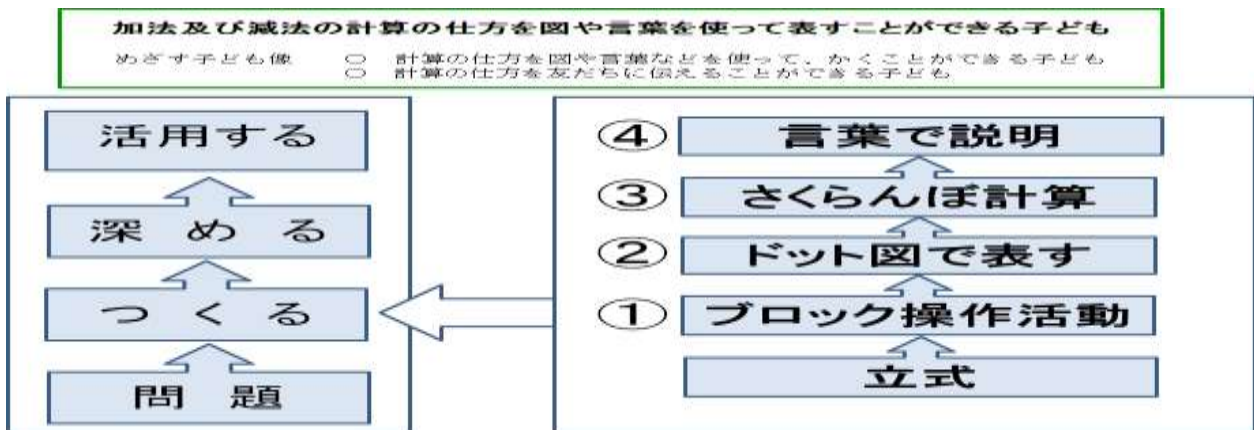 加法及び減法の計算の仕方を図や言葉を使って表すことができる子ども
めざす子ども像　○　計算の仕方を図や言葉などを使って、かくことができる子ども
○　計算の仕方を友だちに伝えることができる子ども
活用する
深める
つくる
問題
④ 言葉で説明
③ さくらんぼ計算
② ドット図で表す
① ブロック操作活動
立式